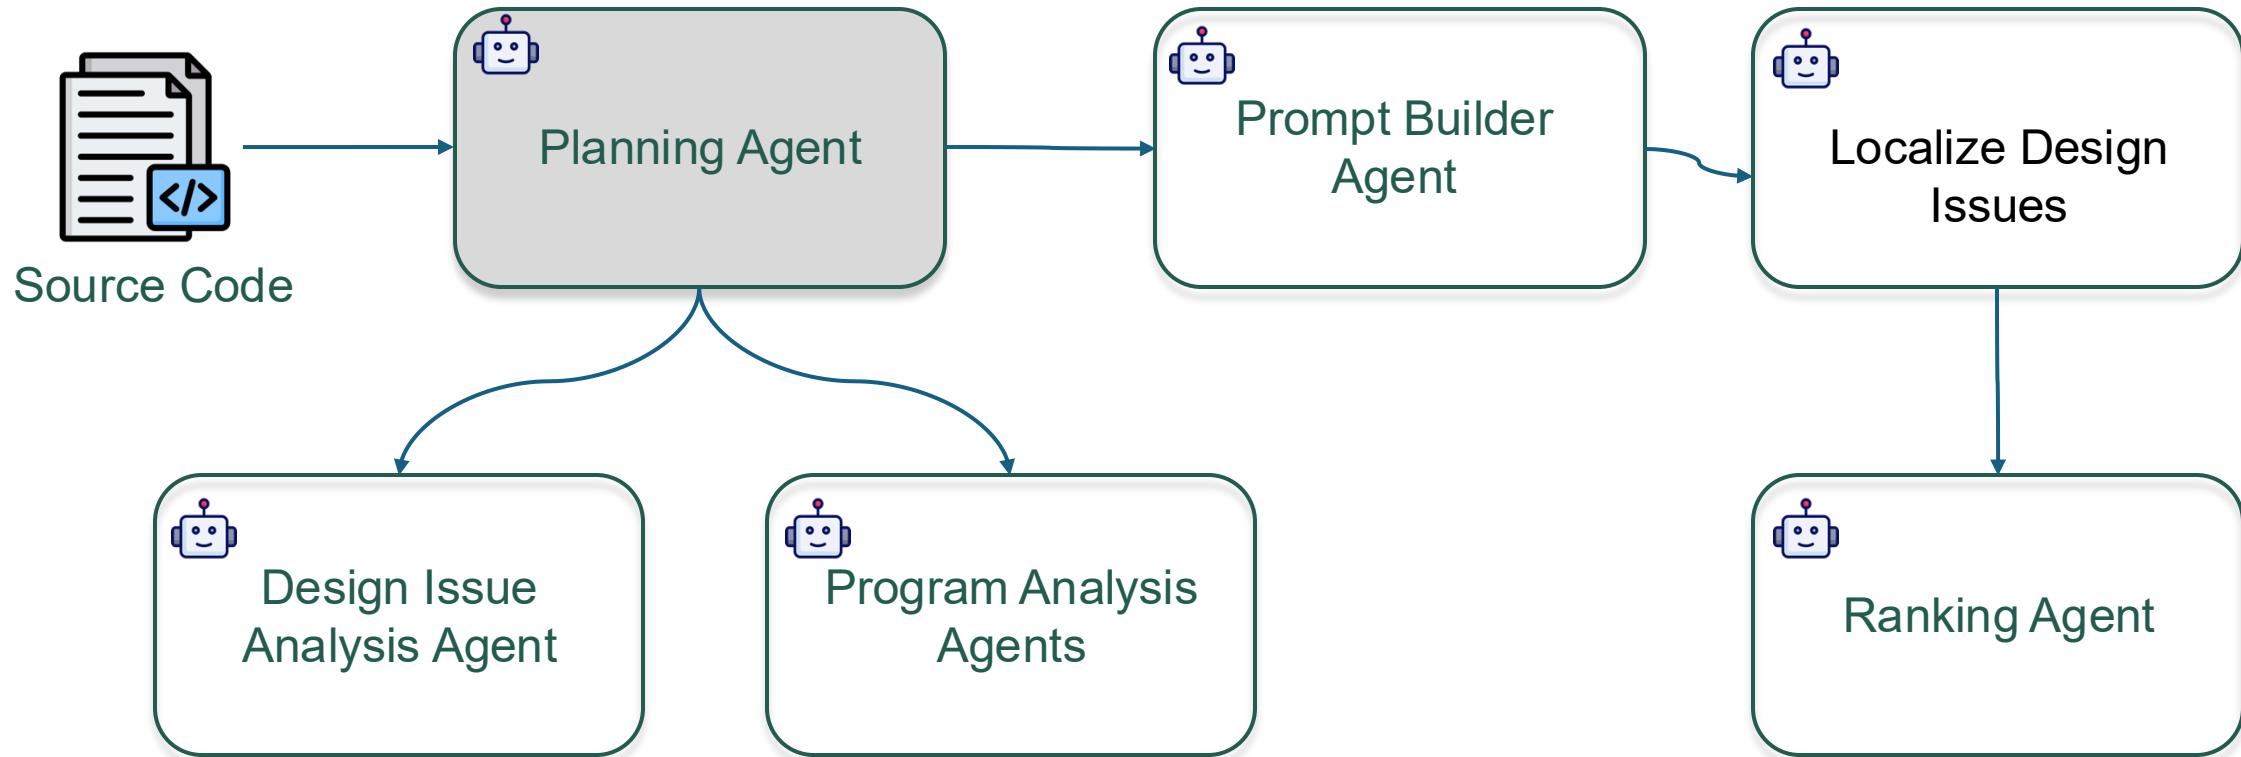 Planning Agent
Prompt Builder
Agent
Localize Design
Issues
</>
Source Code
Design Issue
Analysis Agent
Program Analysis
Agents
Ranking Agent